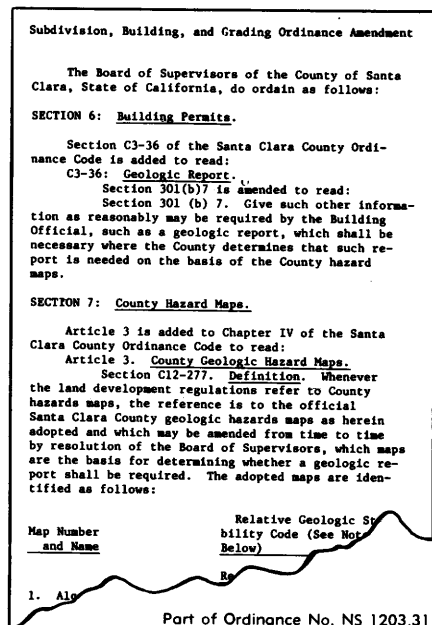 Subdivision, Building, and Grading Ordinance Amendment
The Board of Supervisors of the County of Santa
Clara, State of California, do ordain as follows:
SECTION 6: Building Permits.
Section C3-36 of the Santa Clara County Ordi-
nance Code is added to read:
C3-36: Geologic Report.
Section 301(b)7 is amended to read:
Section 301 (b) 7. Give such other informa-
tion as reasonably may be required by the Building
Official, such as a geologic report, which shall be
necessary where the County determines that such re-
port is needed on the basis of the County hazard
maps.
SECTION 7: County Hazard Maps.
Article 3 is added to Chapter IV of the Santa
Clara County Ordinance Code to read:
Article 3. County Geologic Hazard Maps.
Section C12-277. Definition. Whenever
the land development regulations refer to County
hazards maps, the reference is to the official
Santa Clara County geologic hazards maps as herein
adopted and which may be amended from time to time
by resolution of the Board of Supervisors, which maps
are the basis for determining whether a geologic re-
port shall be required. The adopted maps are iden-
tified as follows:
Relative Geologic
Map Number bility Code (See
and Name Below)
1.
Part of Ordinance No. NS 1203.31